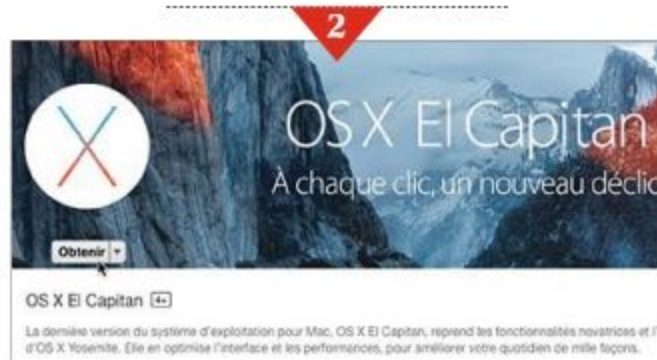 2
OS X El Capitan
À chaque clic, un nouveau déclic
Obtenir
OS X El Capitan 4+
La dernière version du système d'exploitation pour Mac, OS X El Capitan, reprend les fonctionnalités novatrices et l'
d'OS X Yosemite. Elle en optimise l'interface et les performances, pour améliorer votre quotidien de mille façons.